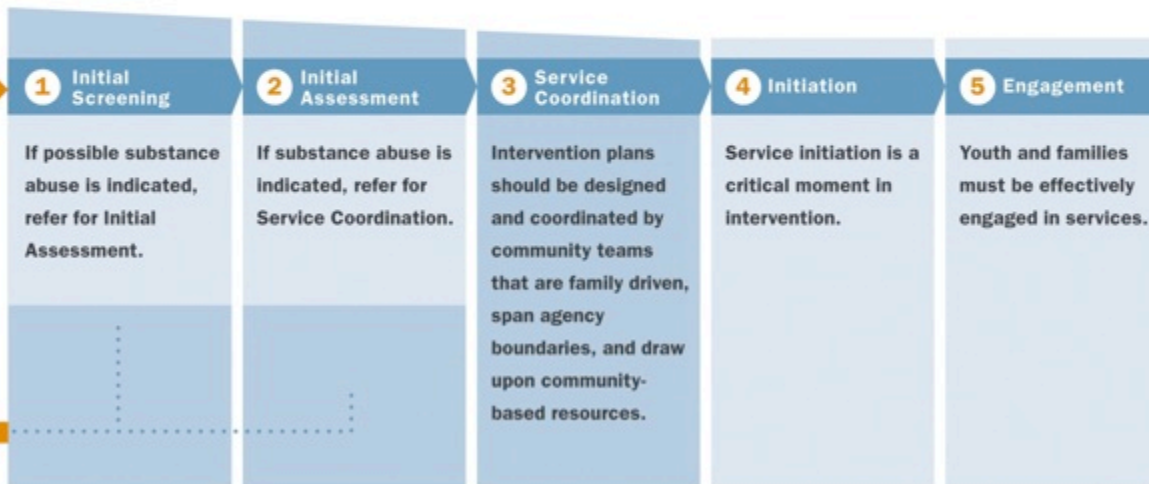 1
Initial
Screening
If possible substance
abuse is indicated,
refer for Initial
Assessment.
2
Initial
Assessment
If substance abuse is
indicated, refer for
Service Coordination.
3
Service
Coordination
Intervention plans
should be designed
and coordinated by
community teams
that are family driven,
span agency
boundaries, and draw
upon community-
based resources.
4
Initiation
Service initiation is a
critical moment in
intervention.
5
Engagement
Youth and families
must be effectively
engaged in services.